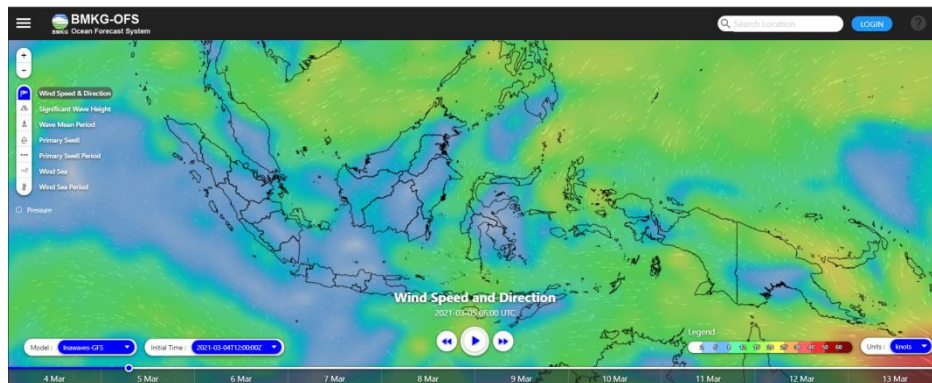 BMKG-OFS
BMKG Ocean Forecast System
Search Location
LOGIN
?
+
-
Wind Speed & Direction
Significant Wave Height
Wave Mean Period
Primary Swell
Primary Swell Period
Wind Sea
Wind Sea Period
Pressure
Wind Speed and Direction
2021-03-05 06:00 UTC
Model : Inawaves-GFS
Initial Time : 2021-03-04T12:00:00Z
Legend
Units : knots
4 Mar 5 Mar 6 Mar 7 Mar 8 Mar 9 Mar 10 Mar 11 Mar 12 Mar 13 Mar